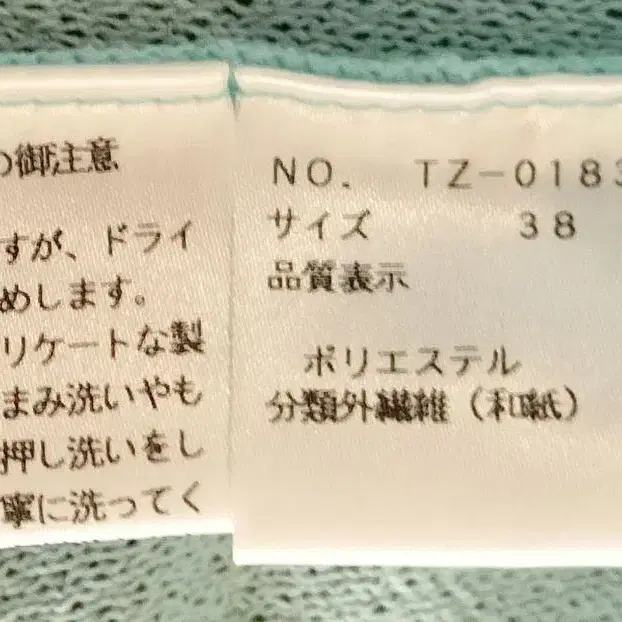 の御注意
すが、ドライ
めします。
リケートな製
まみ洗いやも
押し洗いをし
寧に洗ってく
NO. TZ-0183
サイズ 38
品質表示
ポリエステル
分類外繊維（和紙）